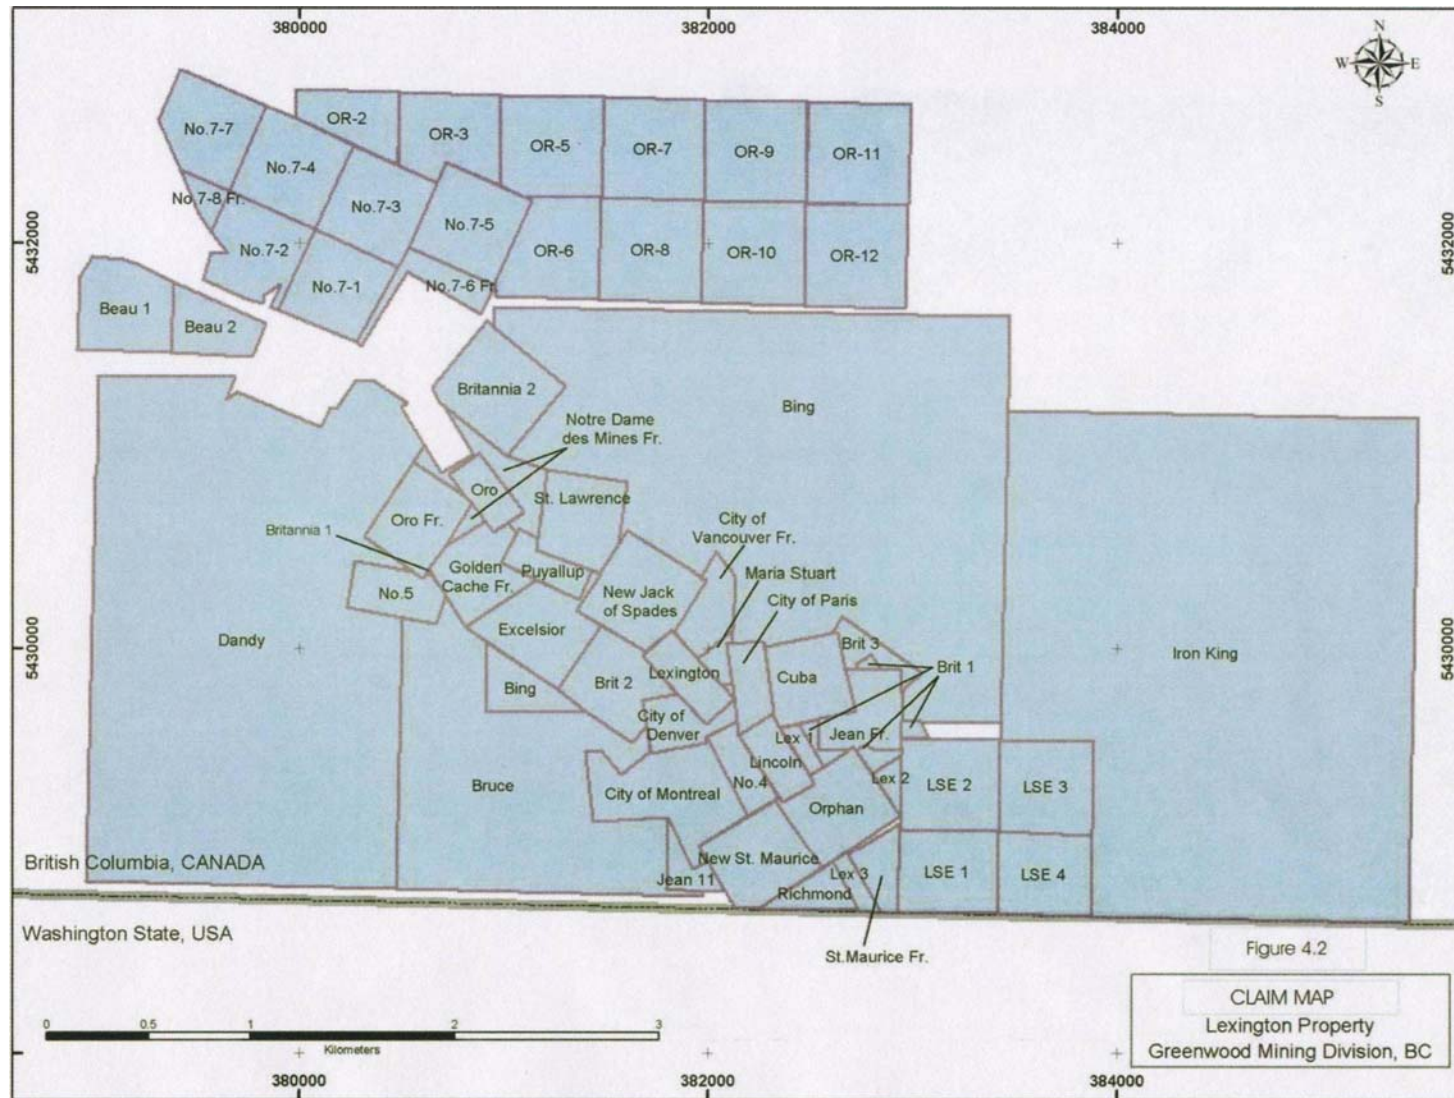 380000
382000
384000
N
W
E
S
No.7-7
OR-2
OR-3
OR-5
OR-7
OR-9
OR-11
No.7-4
No.7-8 Fr.
No.7-3
No.7-5
5432000
5432000
No.7-2
OR-6
OR-8
OR-10
OR-12
No.7-1
No.7-6 Fr.
Beau 1
Beau 2
Britannia 2
Bing
Notre Dame
des Mines Fr.
Oro
St. Lawrence
Oro Fr.
Britannia 1
City of
Vancouver Fr.
Golden
Cache Fr.
Puyallup
Maria Stuart
No.5
New Jack
of Spades
City of Paris
Dandy
Excelsior
Brit 3
Iron King
5430000
5430000
Lexington
Cuba
Brit 1
Bing
Brit 2
City of
Denver
Lex 1
Jean Fr.
Lincoln
Bruce
City of Montreal
No.4
Lex 2
LSE 2
LSE 3
Orphan
British Columbia, CANADA
New St. Maurice
Jean 11
Lex 3
LSE 1
LSE 4
Richmond
Washington State, USA
St.Maurice Fr.
Figure 4.2
CLAIM MAP
Lexington Property
Greenwood Mining Division, BC
0
0.5
1
2
3
Kilometers
380000
382000
384000